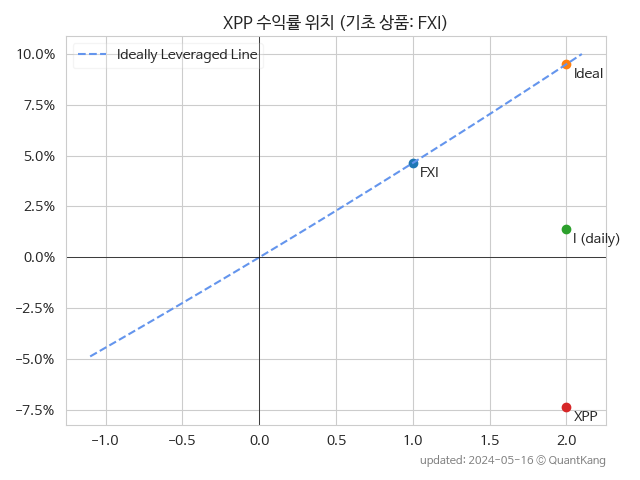 XPP 수익률 위치 (기초 상품: FXI)
Ideally Leveraged Line
10.0%
7.5%
5.0%
2.5%
0.0%
−2.5%
−5.0%
−7.5%
Ideal
FXI
I (daily)
XPP
−1.0 −0.5 0.0 0.5 1.0 1.5 2.0
updated: 2024-05-16 © QuantKang